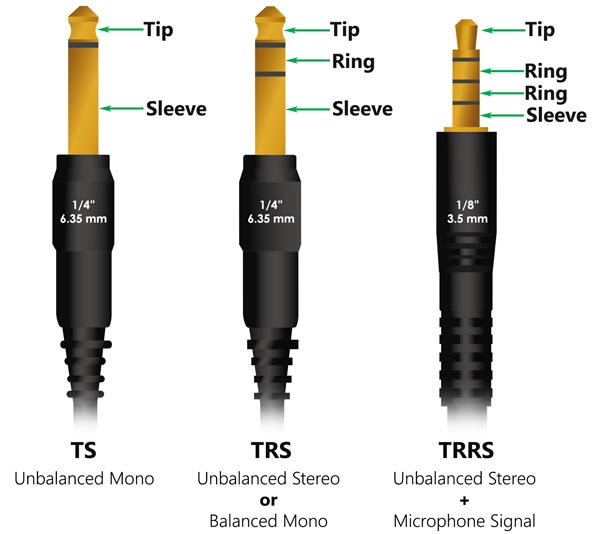 Tip
Sleeve
1/4"
6.35 mm
TS
Unbalanced Mono
Tip
Ring
Sleeve
1/4"
6.35 mm
TRS
Unbalanced Stereo
or
Balanced Mono
Tip
Ring
Ring
Sleeve
1/8"
3.5 mm
TRRS
Unbalanced Stereo
+
Microphone Signal